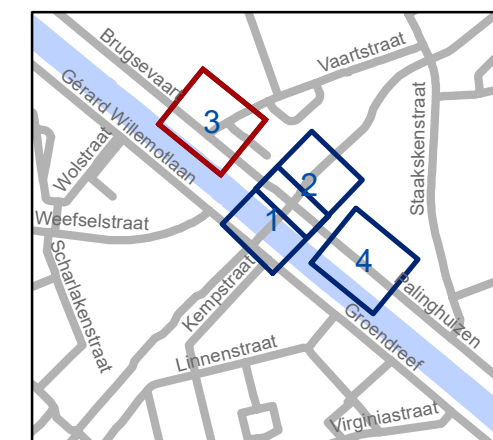 Brugsevaart
Vaartstraat
Gérard Willemotlaan
3
Staakskenstraat
Wolstraat
2
Weefselstraat
1
4
Scharlakenstraat
Kempstraat
Palinghuizen
Groendreef
Linnenstraat
Virginiastraat